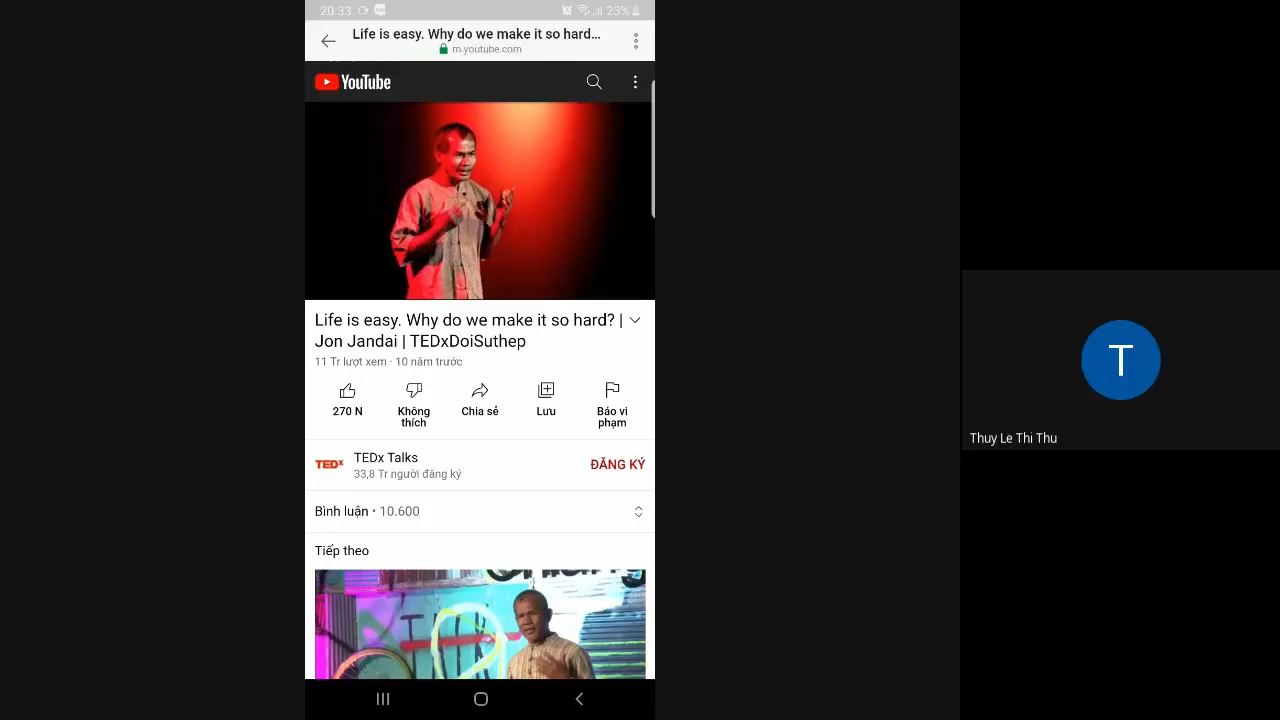 20:33
23%
Life is easy. Why do we make it so hard...
m.youtube.com
YouTube
Life is easy. Why do we make it so hard? |
Jon Jandai | TEDxDoiSuthep
11 Tr lượt xem · 10 năm trước
270 N
Không thích
Chia sẻ
Lưu
Báo vi phạm
TEDx
TEDx Talks
33,8 Tr người đăng ký
ĐĂNG KÝ
Bình luận • 10.600
Tiếp theo
T
Thuy Le Thi Thu